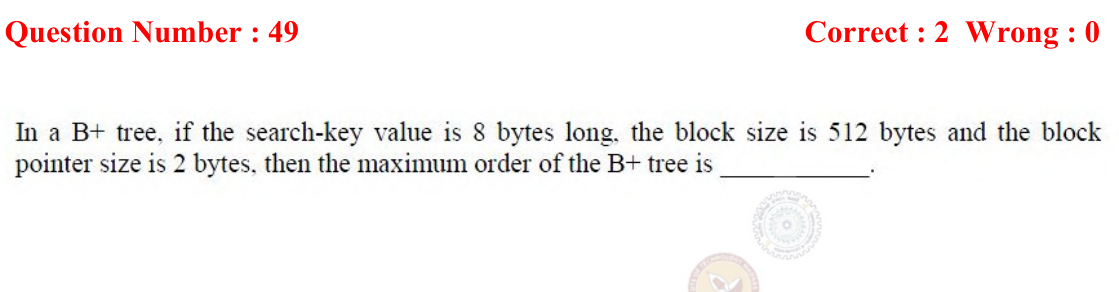 Question Number : 49 Correct : 2 Wrong : 0
In a B+ tree, if the search-key value is 8 bytes long, the block size is 512 bytes and the block
pointer size is 2 bytes, then the maximum order of the B+ tree is ____________.